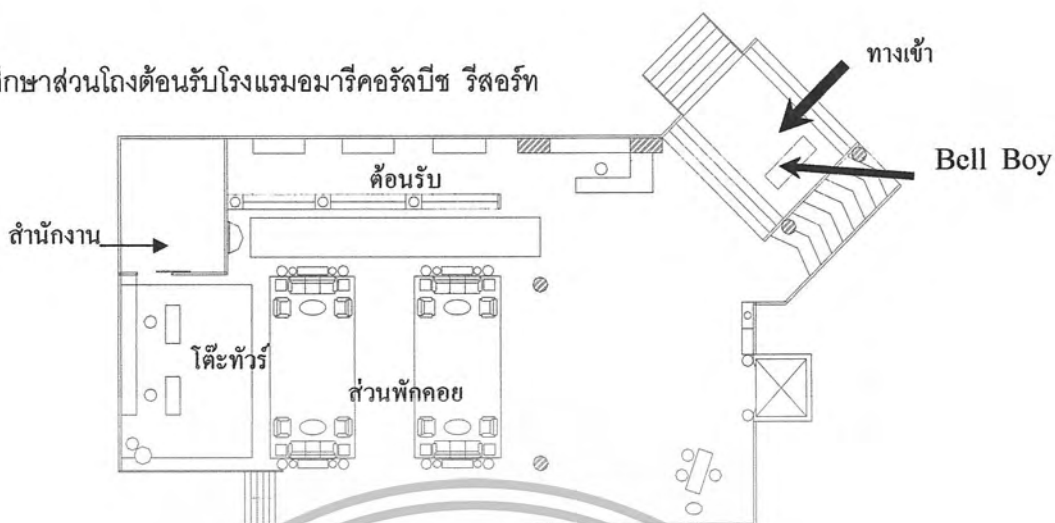 ทางเข้า
กษาส่วนโถงต้อนรับโรงแรมอมารีคอรัลบีช รีสอร์ท
Bell Boy
ต้อนรับ
สำนักงาน
โต๊ะทัวร์
ส่วนพักคอย